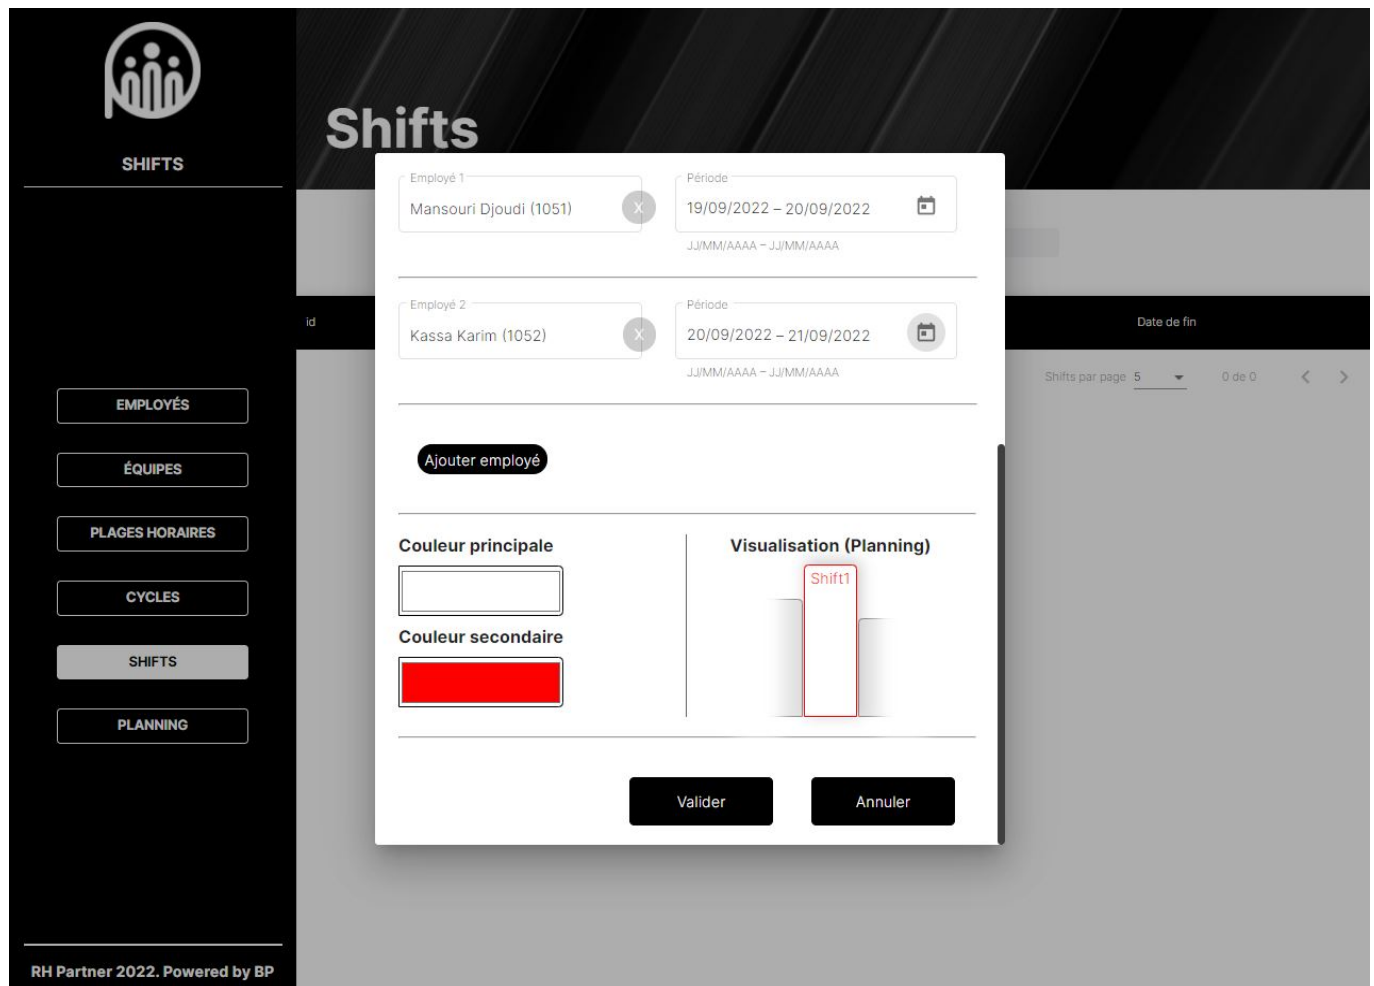 SHIFTS
EMPLOYÉS
ÉQUIPES
PLAGES HORAIRES
CYCLES
SHIFTS
PLANNING
RH Partner 2022. Powered by BP
Shifts
id
Date de fin
Shifts par page 5
0 de 0
Employé 1
Mansouri Djoudi (1051)
X
Période
19/09/2022 – 20/09/2022
JJ/MM/AAAA – JJ/MM/AAAA
Employé 2
Kassa Karim (1052)
X
Période
20/09/2022 – 21/09/2022
JJ/MM/AAAA – JJ/MM/AAAA
Ajouter employé
Couleur principale
Couleur secondaire
Visualisation (Planning)
Shift1
Valider
Annuler